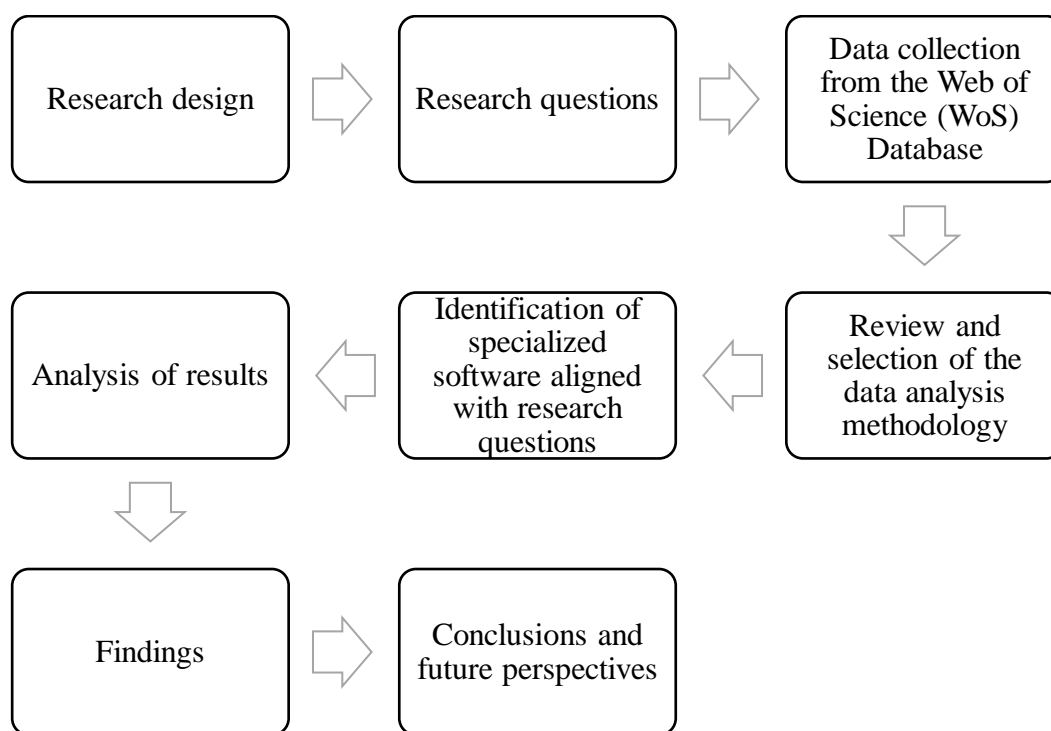 Research design
Research questions
Data collection
from the Web of
Science (WoS)
Database
Review and
selection of the
data analysis
methodology
Identification of
specialized
software aligned
with research
questions
Analysis of results
Findings
Conclusions and
future perspectives